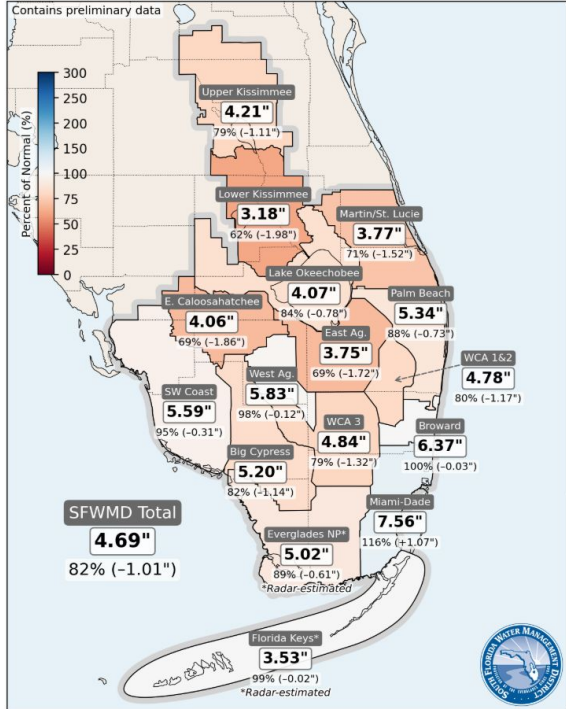 Contains preliminary data
300
250
200
150
100
75
50
25
0
Percent of Normal (%)
Upper Kissimmee
4.21"
79% (−1.11")
Lower Kissimmee
3.18"
62% (−1.98")
Martin/St. Lucie
3.77"
71% (−1.52")
Lake Okeechobee
4.07"
84% (−0.78")
E. Caloosahatchee
4.06"
69% (−1.86")
Palm Beach
5.34"
88% (−0.73")
East Ag.
3.75"
69% (−1.72")
WCA 1&2
4.78"
80% (−1.17")
West Ag.
5.83"
98% (−0.12")
SW Coast
5.59"
95% (−0.31")
WCA 3
4.84"
79% (−1.32")
Broward
6.37"
100% (−0.03")
Big Cypress
5.20"
82% (−1.14")
Miami-Dade
7.56"
116% (+1.07")
SFWMD Total
4.69"
82% (−1.01")
Everglades NP*
5.02"
89% (−0.61")
*Radar-estimated
Florida Keys*
3.53"
99% (−0.02")
*Radar-estimated
SOUTH FLORIDA WATER MANAGEMENT DISTRICT